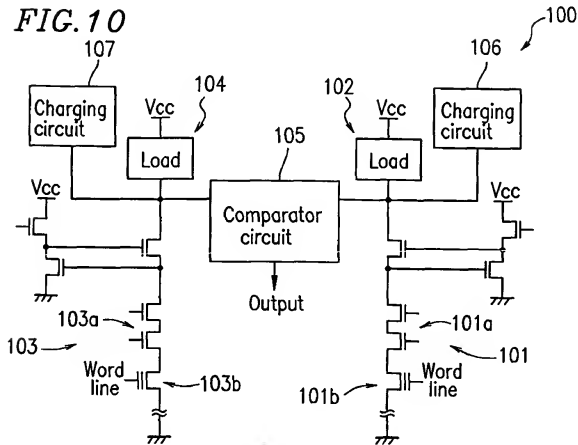 FIG.10
100
107
104
102
106
Charging
circuit
Vcc
Load
105
Comparator
circuit
Vcc
Load
Charging
circuit
Vcc
Vcc
Output
103
103a
101a
101
Word
line
103b
101b
Word
line